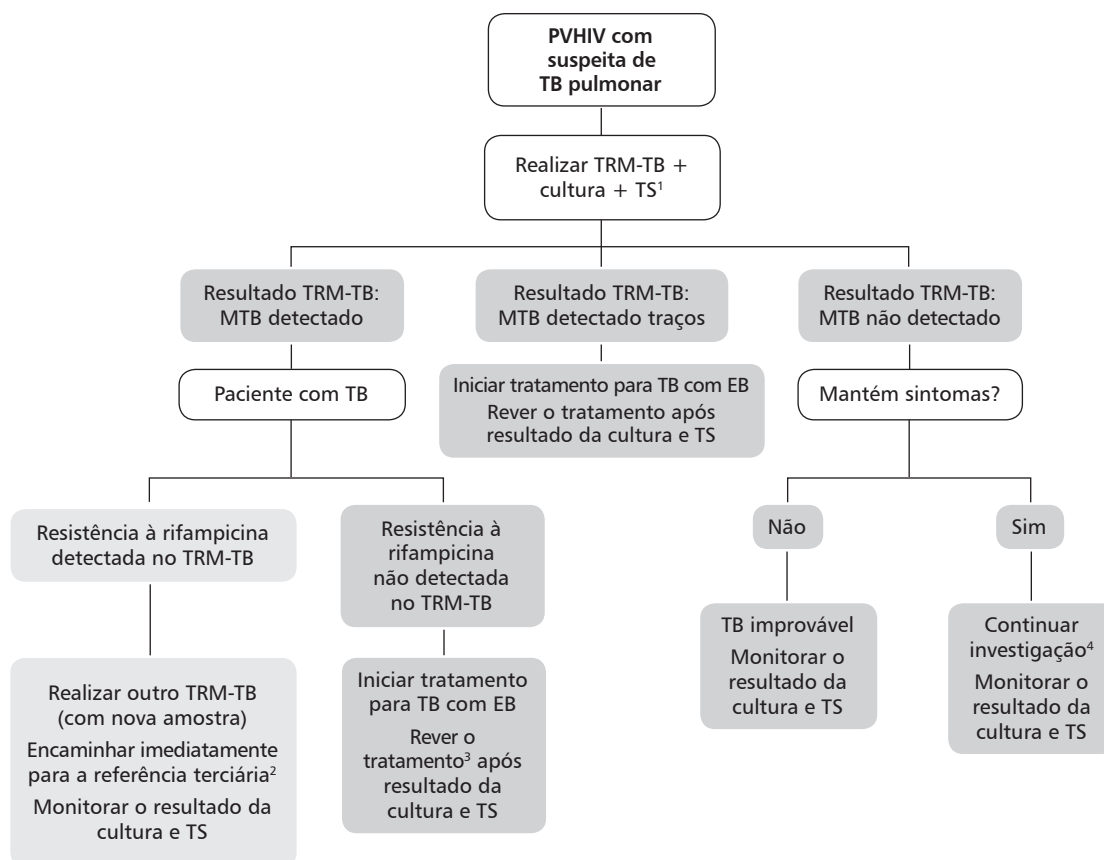 PVHIV com
suspeita de
TB pulmonar
Realizar TRM-TB +
cultura + TS¹
Resultado TRM-TB:
MTB detectado
Resultado TRM-TB:
MTB detectado traços
Resultado TRM-TB:
MTB não detectado
Paciente com TB
Iniciar tratamento para TB com EB
Rever o tratamento após
resultado da cultura e TS
Mantém sintomas?
Resistência à rifampicina
detectada no TRM-TB
Resistência à
rifampicina
não detectada
no TRM-TB
Não
Sim
Realizar outro TRM-TB
(com nova amostra)
Encaminhar imediatamente
para a referência terciária²
Monitorar o resultado da
cultura e TS
Iniciar tratamento
para TB com EB
Rever o
tratamento³ após
resultado da
cultura e TS
TB improvável
Monitorar o
resultado da
cultura e TS
Continuar
investigação⁴
Monitorar o
resultado da
cultura e TS